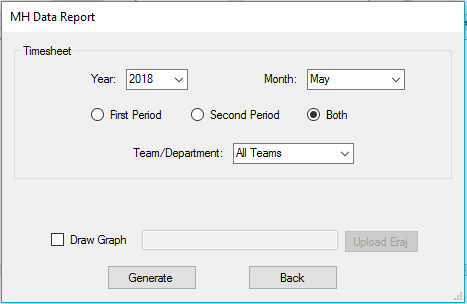 MH Data Report
Timesheet
Year: 2018 Month: May
First Period Second Period Both
Team/Department: All Teams
Draw Graph Upload Eraj
Generate Back